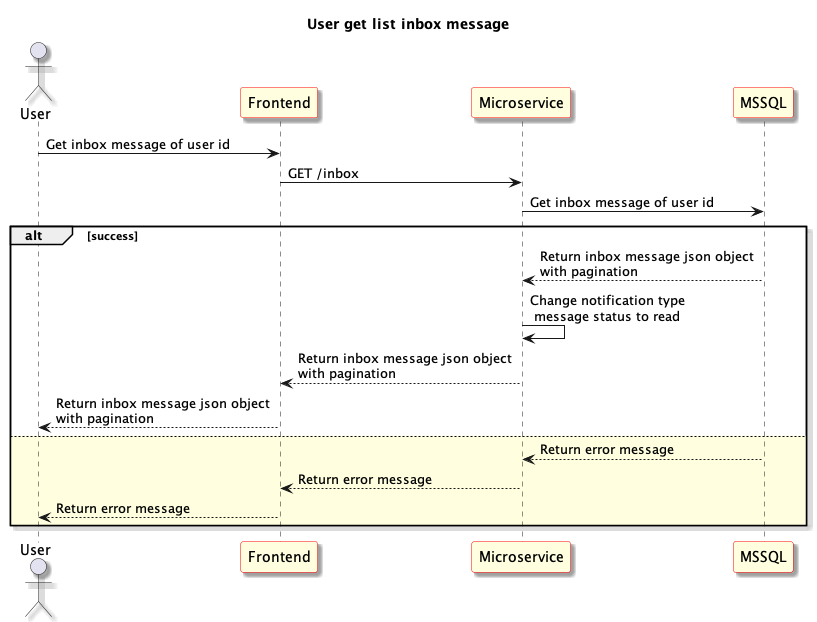 User get list inbox message
User
Frontend
Microservice
MSSQL
Get inbox message of user id
GET /inbox
Get inbox message of user id
alt
[success]
Return inbox message json object
with pagination
Change notification type
message status to read
Return inbox message json object
with pagination
Return inbox message json object
with pagination
Return error message
Return error message
Return error message
User
Frontend
Microservice
MSSQL